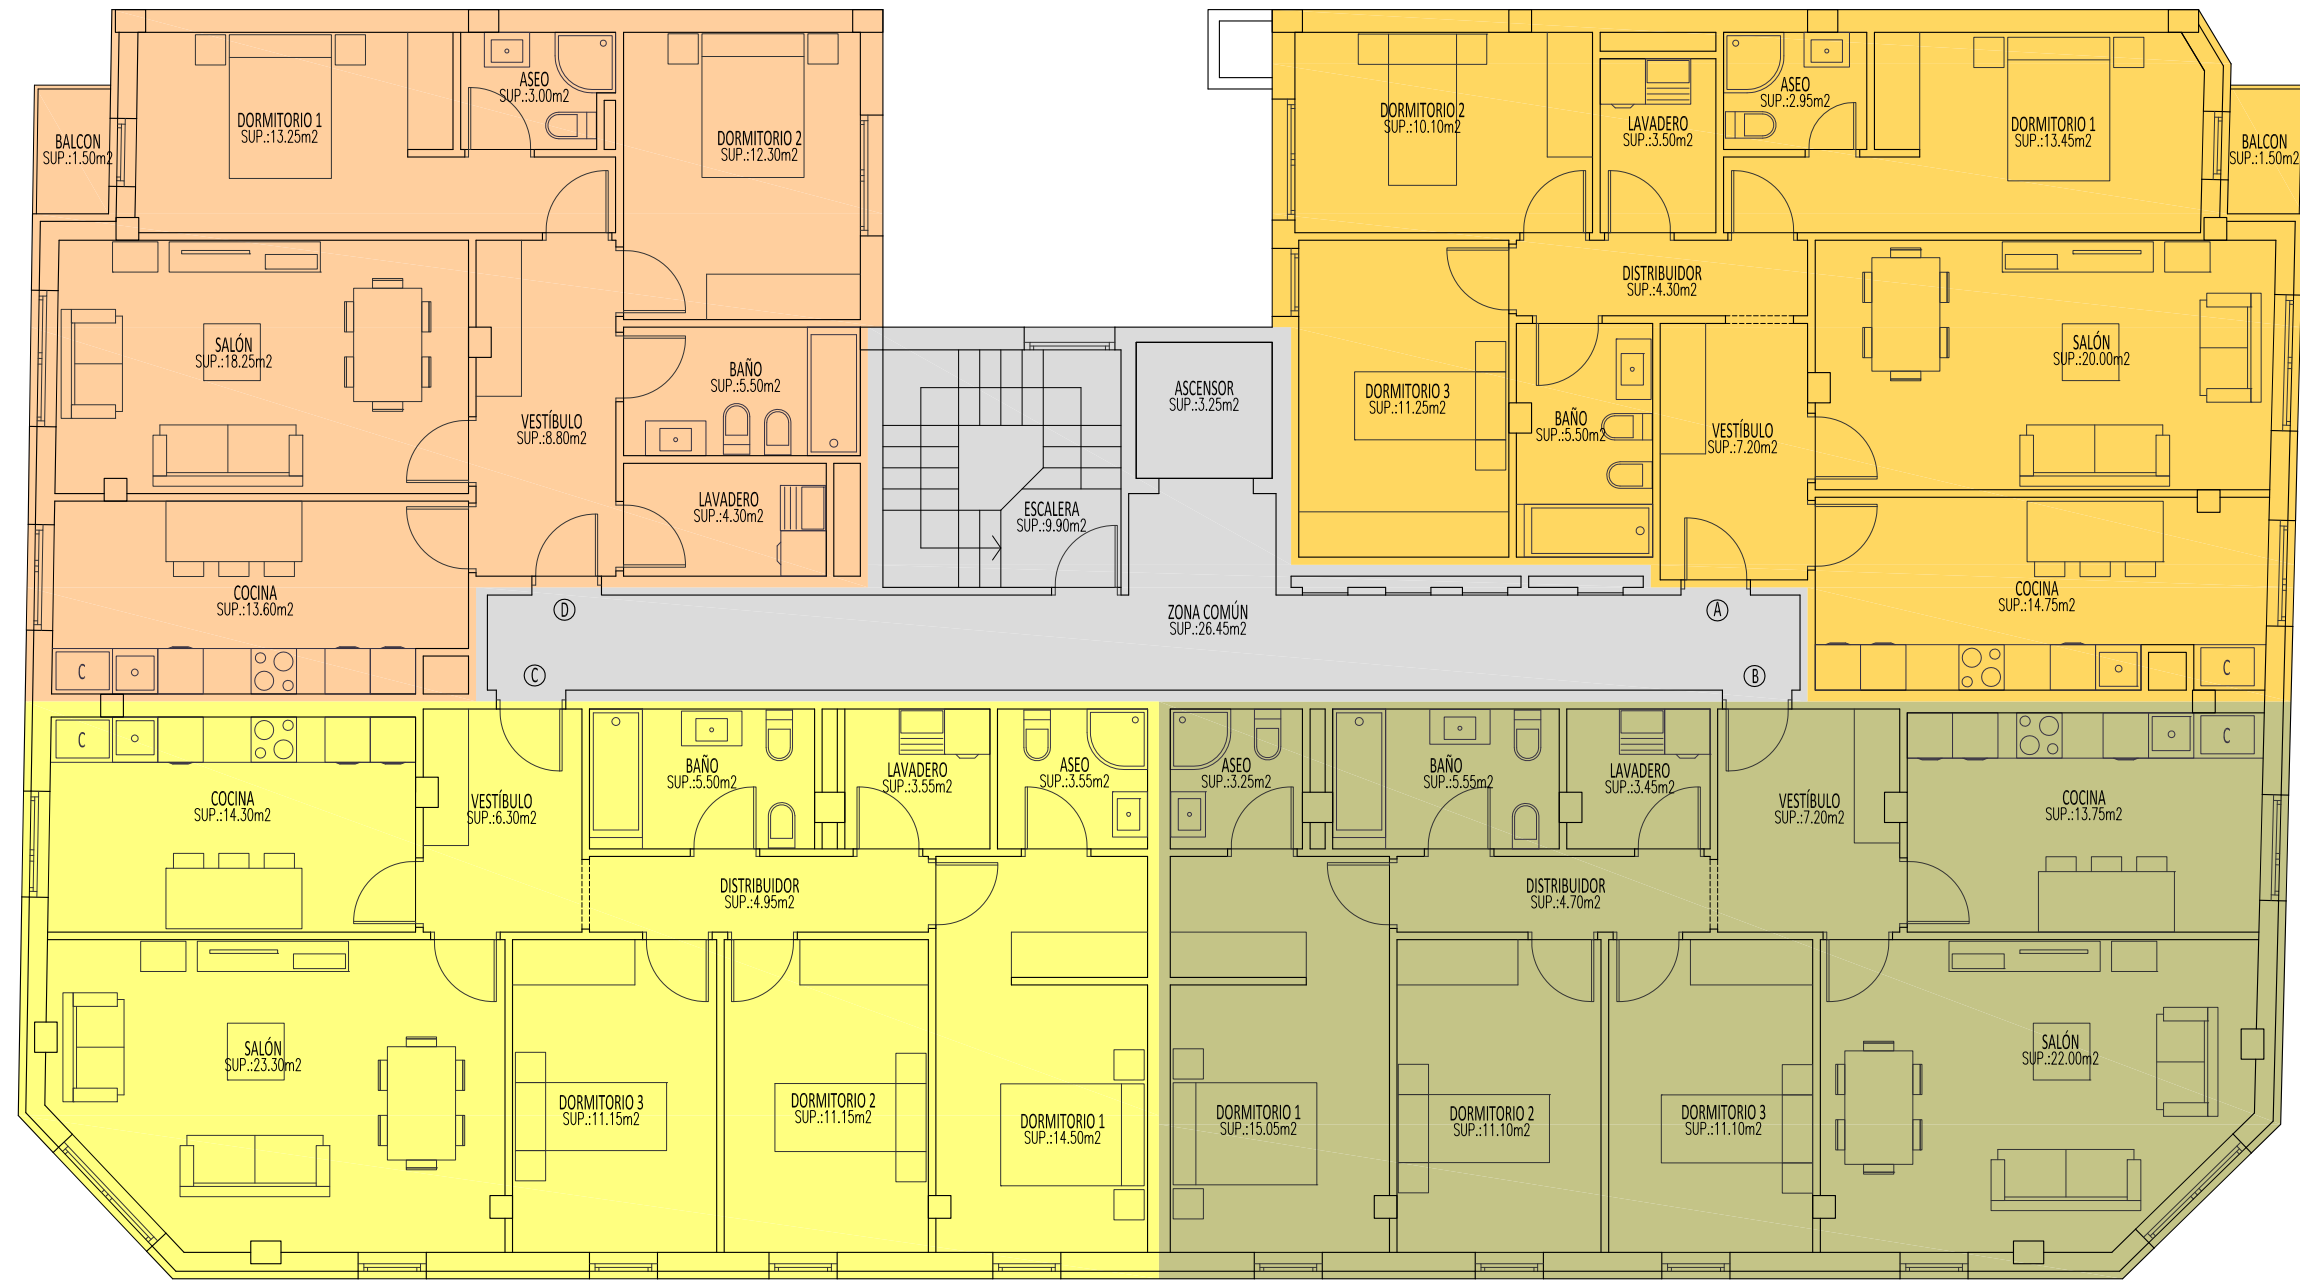 DORMITORIO 1
SUP.:13.25m2
ASEO
SUP.:3.00m2
DORMITORIO 2
SUP.:12.30m2
BALCON
SUP.:1.50m2
SALÓN
SUP.:18.25m2
VESTÍBULO
SUP.:8.80m2
BAÑO
SUP.:5.50m2
LAVADERO
SUP.:4.30m2
COCINA
SUP.:13.60m2
C
D
ESCALERA
SUP.:9.90m2
ASCENSOR
SUP.:3.25m2
ZONA COMÚN
SUP.:26.45m2
DORMITORIO 2
SUP.:10.10m2
LAVADERO
SUP.:3.50m2
ASEO
SUP.:2.95m2
DORMITORIO 1
SUP.:13.45m2
BALCON
SUP.:1.50m2
DISTRIBUIDOR
SUP.:4.30m2
DORMITORIO 3
SUP.:11.25m2
BAÑO
SUP.:5.50m2
VESTÍBULO
SUP.:7.20m2
SALÓN
SUP.:20.00m2
COCINA
SUP.:14.75m2
C
A
C
B
C
COCINA
SUP.:14.30m2
VESTÍBULO
SUP.:6.30m2
BAÑO
SUP.:5.50m2
LAVADERO
SUP.:3.55m2
ASEO
SUP.:3.55m2
DISTRIBUIDOR
SUP.:4.95m2
SALÓN
SUP.:23.30m2
DORMITORIO 3
SUP.:11.15m2
DORMITORIO 2
SUP.:11.15m2
DORMITORIO 1
SUP.:14.50m2
ASEO
SUP.:3.25m2
BAÑO
SUP.:5.55m2
LAVADERO
SUP.:3.45m2
VESTÍBULO
SUP.:7.20m2
COCINA
SUP.:13.75m2
C
DISTRIBUIDOR
SUP.:4.70m2
DORMITORIO 1
SUP.:15.05m2
DORMITORIO 2
SUP.:11.10m2
DORMITORIO 3
SUP.:11.10m2
SALÓN
SUP.:22.00m2